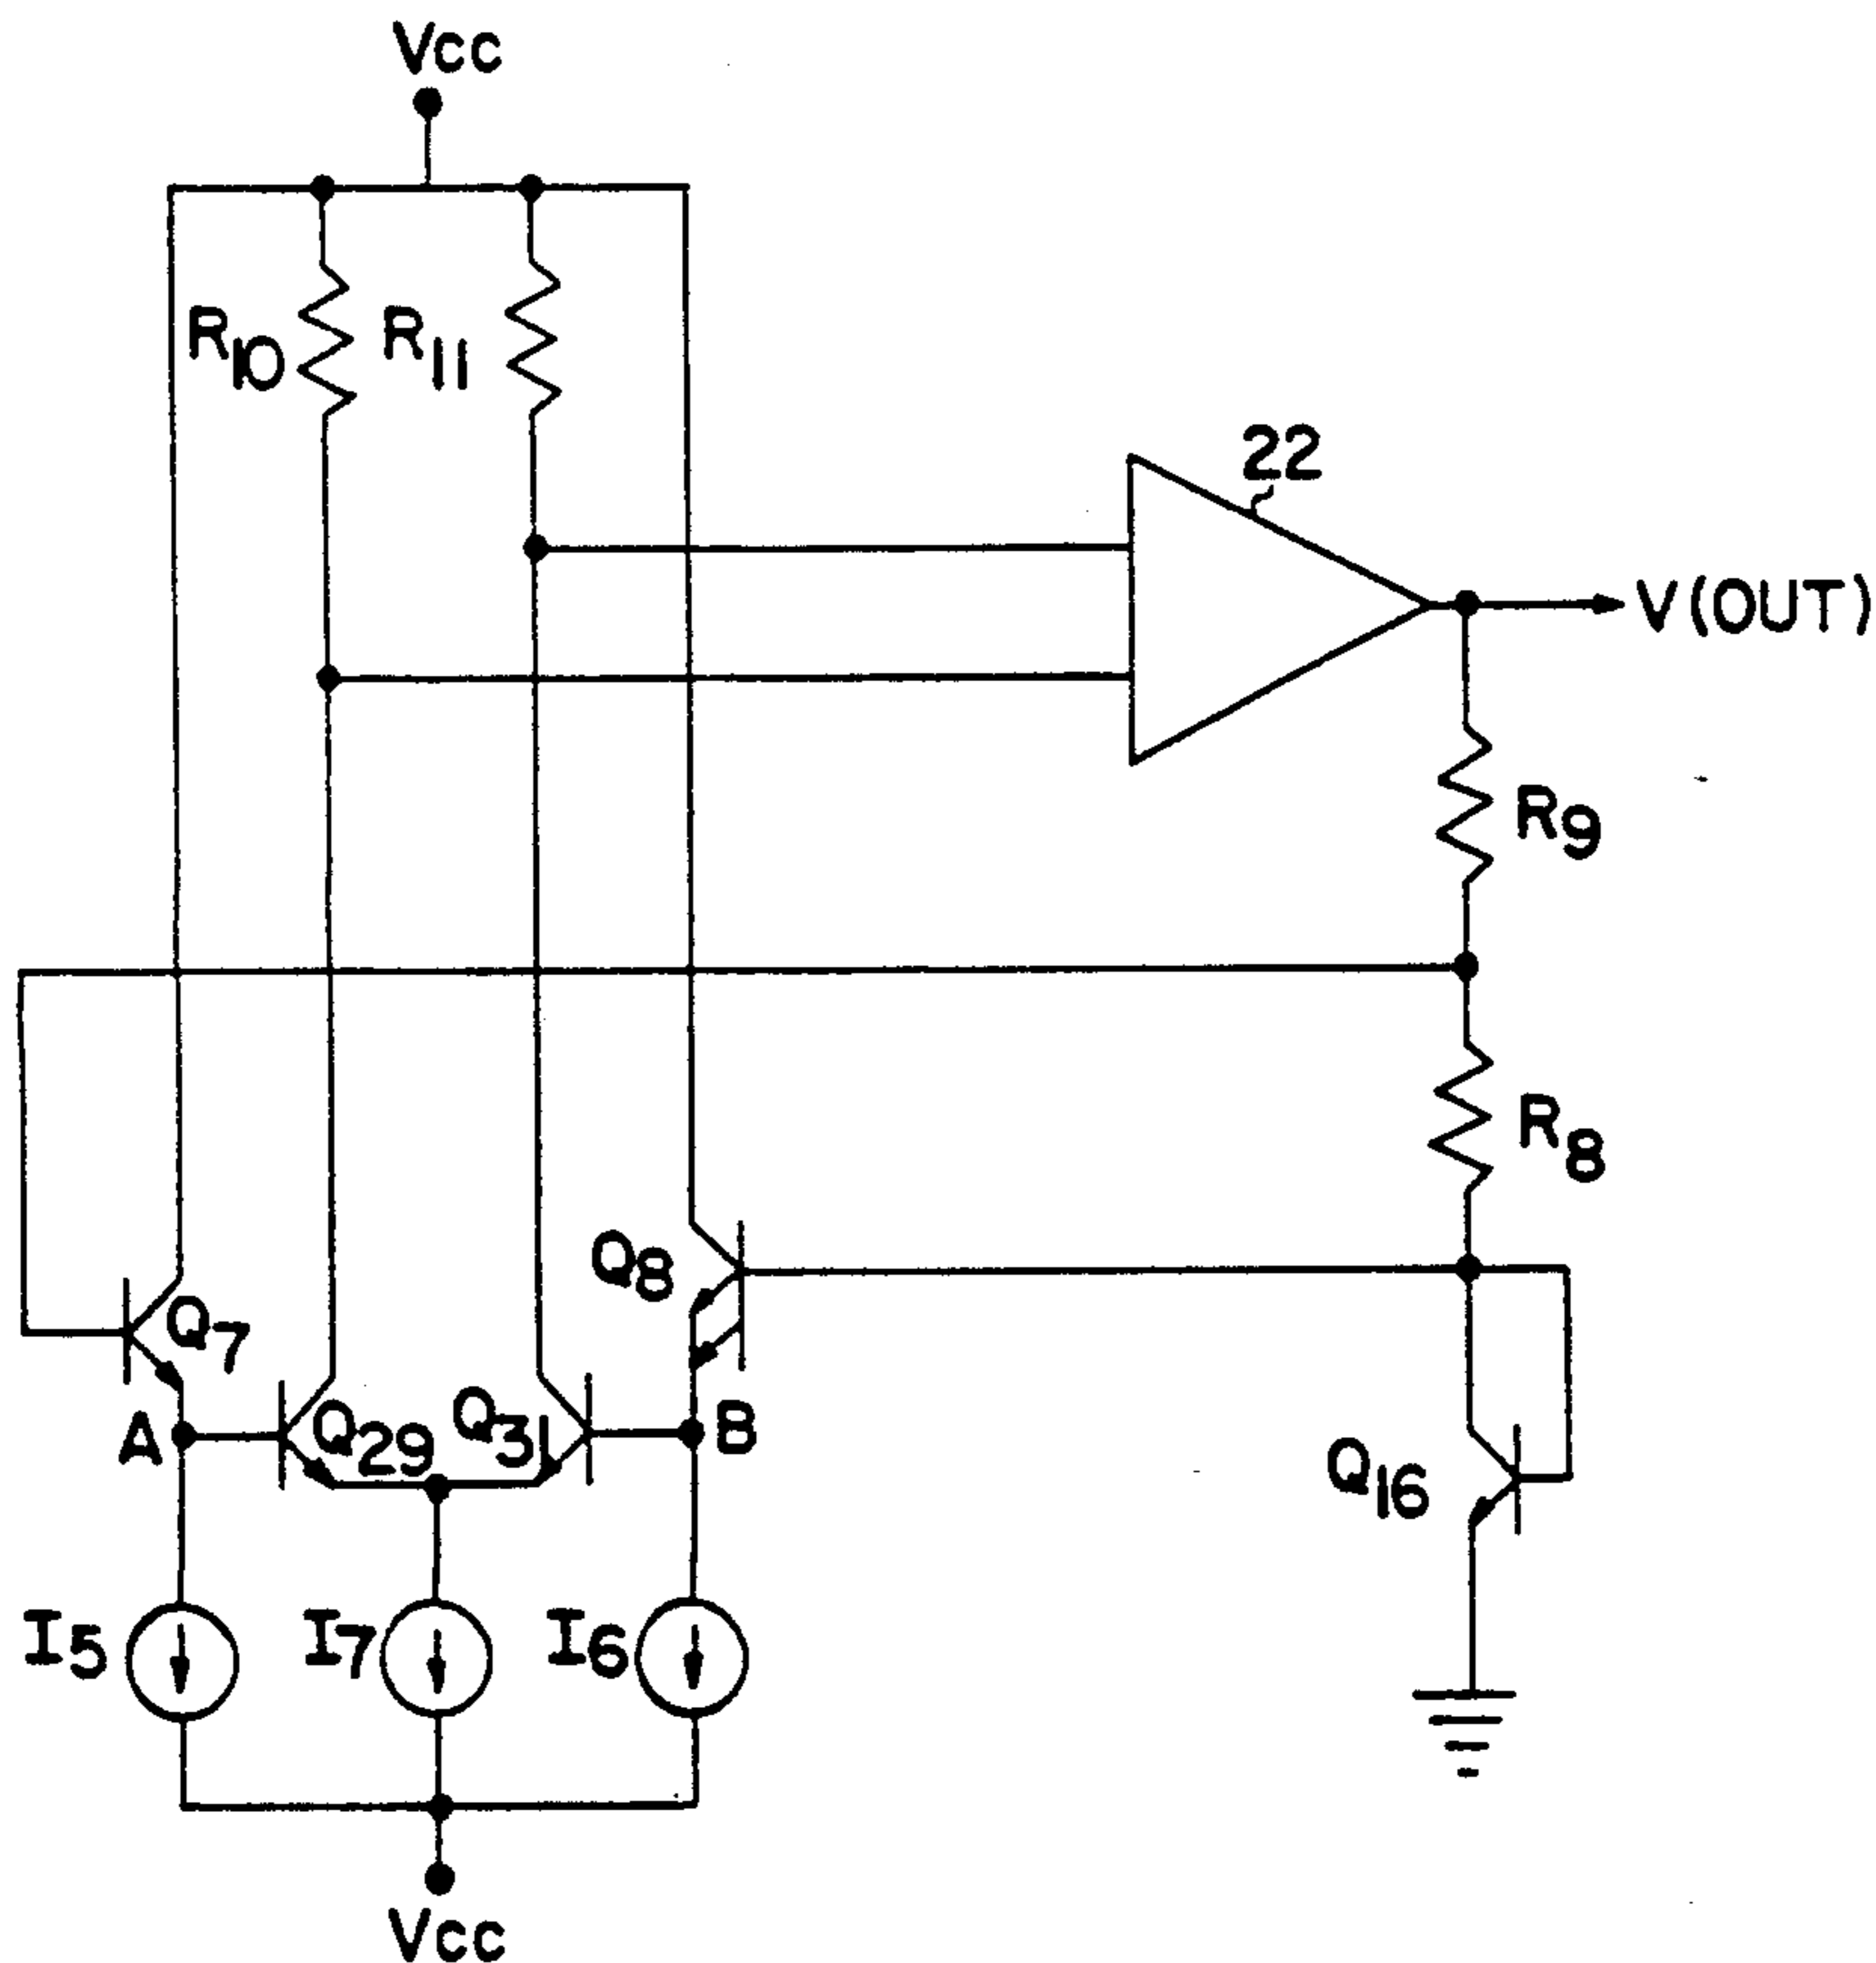 Vcc
R10
R11
22
V(OUT)
R9
R8
Q8
Q7
Q29
Q31
A
B
Q16
I5
I7
I6
Vcc